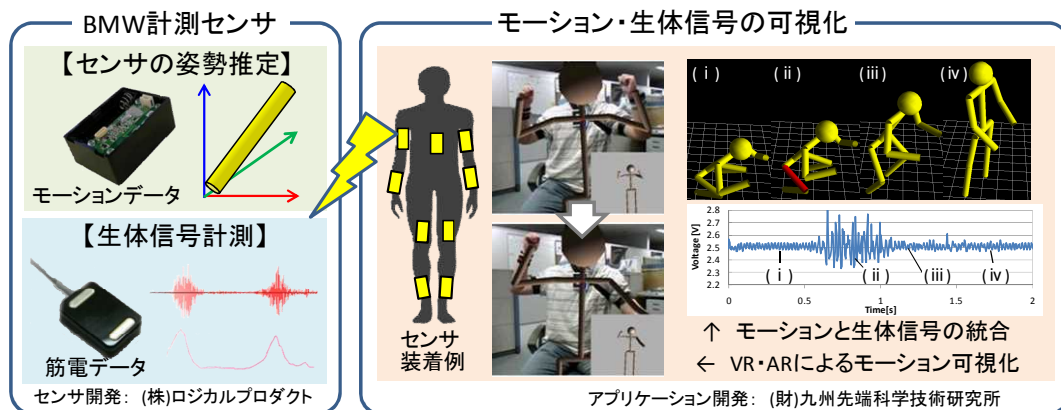 BMW計測センサ
【センサの姿勢推定】
モーションデータ
【生体信号計測】
筋電データ
センサ開発: (株)ロジカルプロダクト
モーション・生体信号の可視化
センサ
装着例
( i )
( ii )
( iii )
( iv )
2.8
2.7
2.6
2.5
2.4
2.3
2.2
Voltage [V]
( i )
( ii )
( iii )
( iv )
0
0.5
1
1.5
2
Time[s]
↑ モーションと生体信号の統合
← VR・ARによるモーション可視化
アプリケーション開発: (財)九州先端科学技術研究所